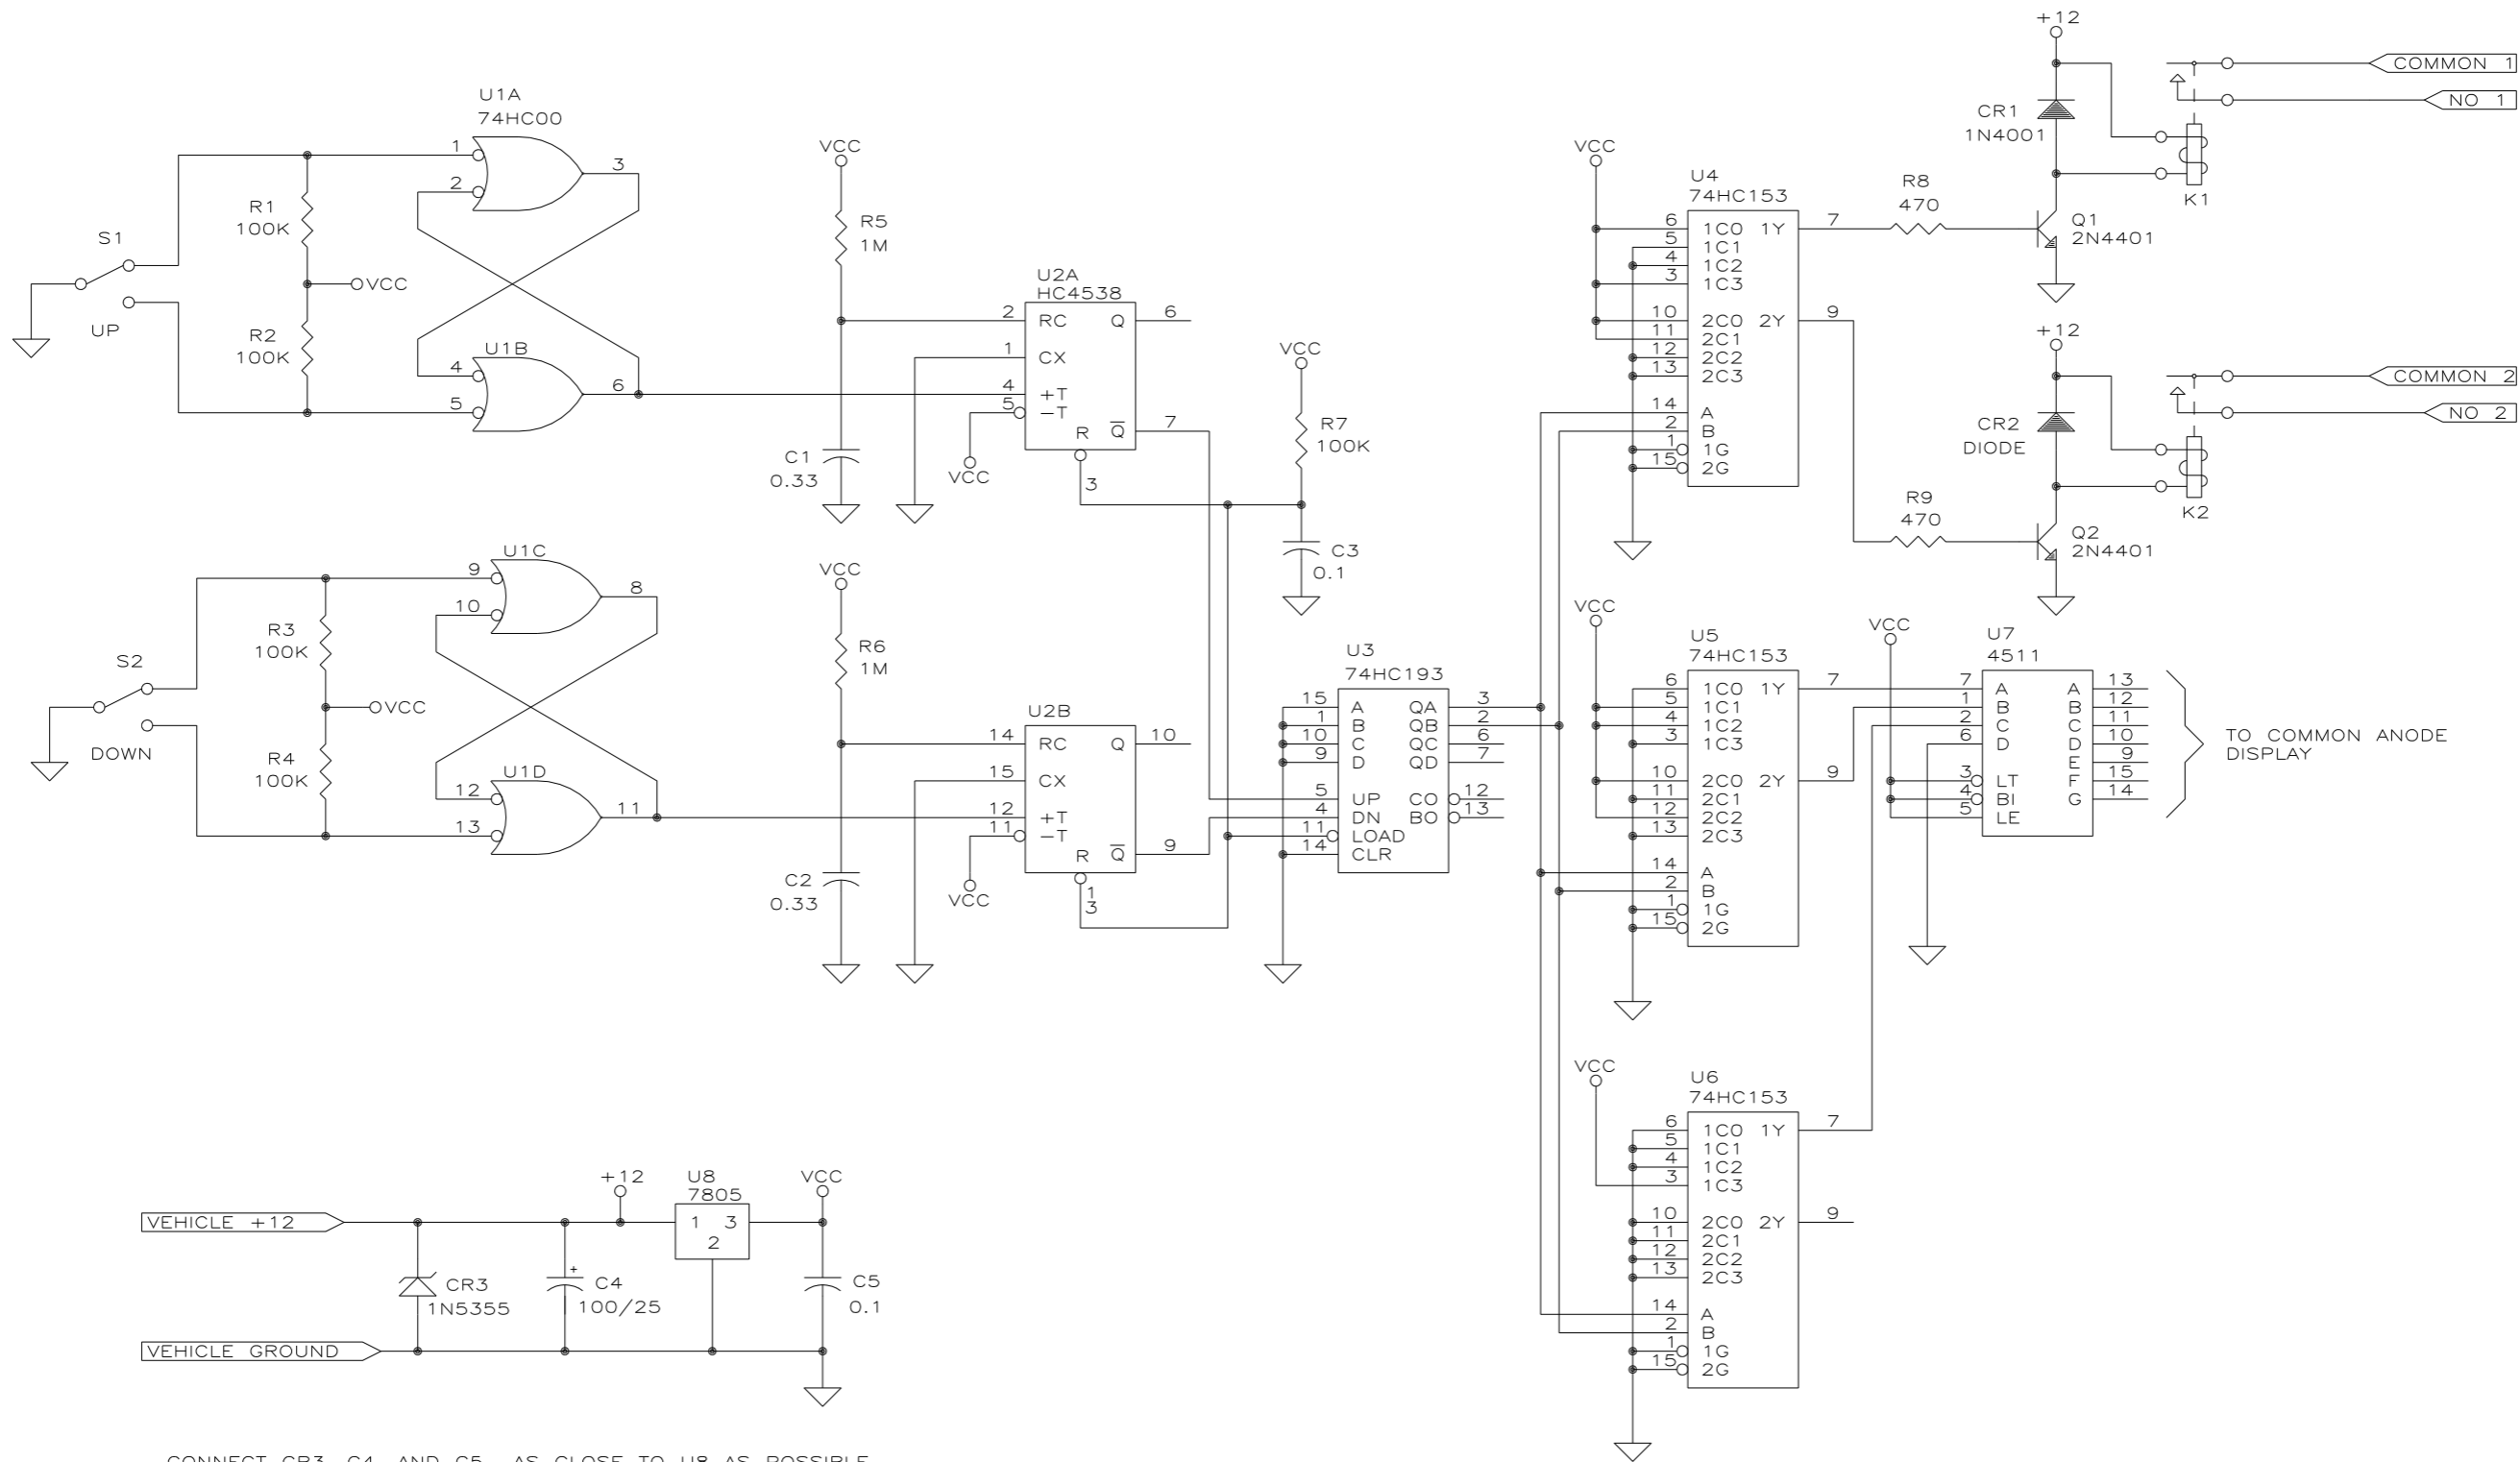 U1A
74HC00
1
2
3
R1
100K
S1
VCC
UP
R2
100K
U1B
4
5
6
VCC
R5
1M
U2A
HC4538
2 RC Q 6
1 CX
4 +T
5 -T
R Q 7
3
VCC
C1
0.33
VCC
R7
100K
C3
0.1
U1C
9
10
8
R3
100K
S2
VCC
DOWN
R4
100K
U1D
12
13
11
VCC
R6
1M
U2B
14 RC Q 10
15 CX
12 +T
11 -T
R Q 9
1
3
VCC
C2
0.33
U3
74HC193
15 A QA 3
1 B QB 2
10 C QC 6
9 D QD 7
5 UP CO 12
4 DN BO 13
11 LOAD
14 CLR
VCC
U4
74HC153
6 1C0 1Y 7
5 1C1
4 1C2
3 1C3
10 2C0 2Y 9
11 2C1
12 2C2
13 2C3
14 A
2 B
1 1G
15 2G
R8
470
R9
470
+12
CR1
1N4001
Q1
2N4401
K1
COMMON 1
NO 1
+12
CR2
DIODE
Q2
2N4401
K2
COMMON 2
NO 2
VCC
U5
74HC153
6 1C0 1Y 7
5 1C1
4 1C2
3 1C3
10 2C0 2Y 9
11 2C1
12 2C2
13 2C3
14 A
2 B
1 1G
15 2G
VCC
U7
4511
7 A A 13
1 B B 12
2 C C 11
6 D D 10
E 9
3 LT F 15
4 BI G 14
5 LE
TO COMMON ANODE
DISPLAY
VCC
U6
74HC153
6 1C0 1Y 7
5 1C1
4 1C2
3 1C3
10 2C0 2Y 9
11 2C1
12 2C2
13 2C3
14 A
2 B
1 1G
15 2G
VEHICLE +12
+12
U8
7805
1 3
2
VCC
CR3
1N5355
+
C4
100/25
C5
0.1
VEHICLE GROUND
CONNECT CR3, C4, AND C5, AS CLOSE TO U8 AS POSSIBLE